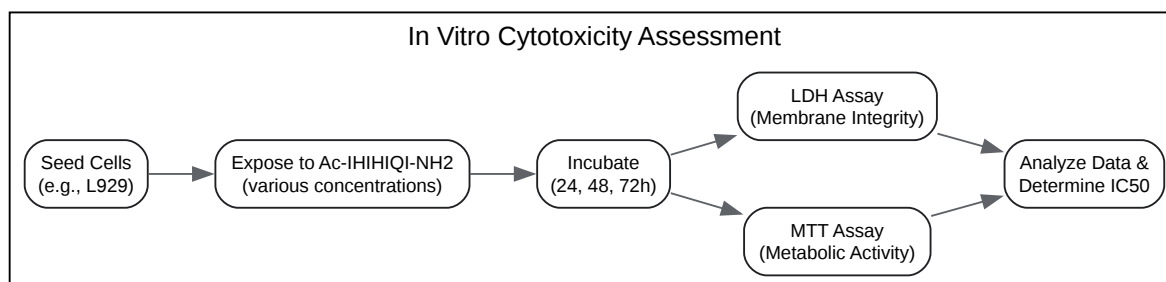 In Vitro Cytotoxicity Assessment
Seed Cells
(e.g., L929)
Expose to Ac-IHIHIQI-NH2
(various concentrations)
Incubate
(24, 48, 72h)
LDH Assay
(Membrane Integrity)
MTT Assay
(Metabolic Activity)
Analyze Data &
Determine IC50